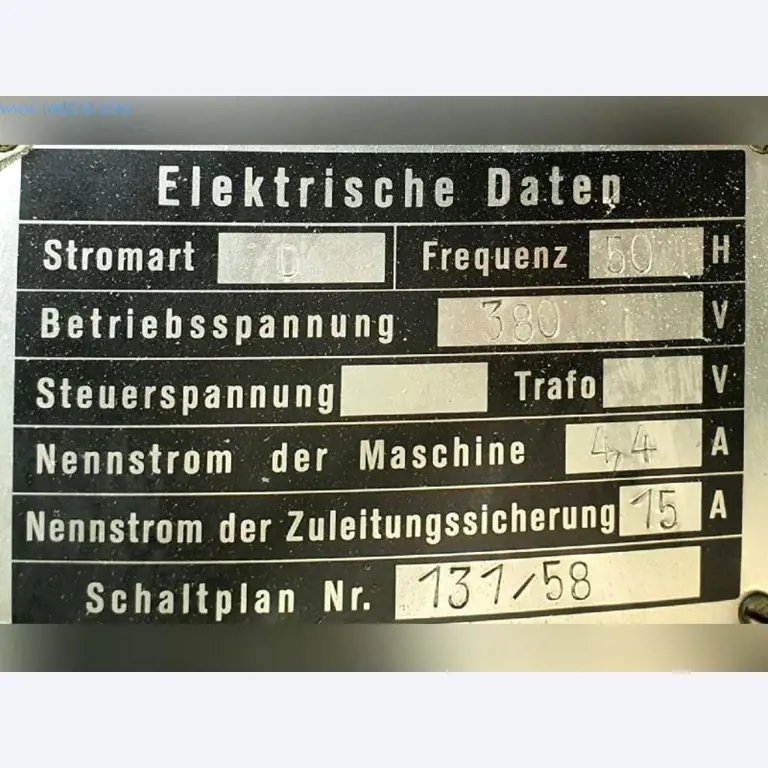 Elektrische Daten
Stromart D Frequenz 50 H
Betriebsspannung 380 V
Steuerspannung Trafo V
Nennstrom der Maschine 4,4 A
Nennstrom der Zuleitungssicherung 15 A
Schaltplan Nr. 131/58